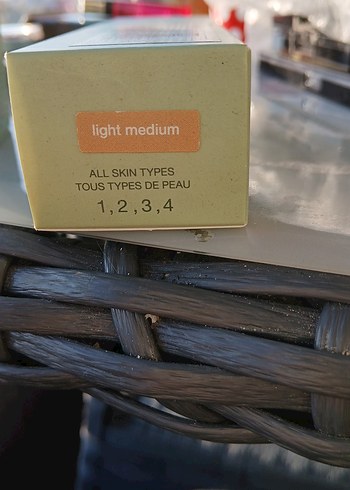 light medium
ALL SKIN TYPES
TOUS TYPES DE PEAU
1,2,3,4